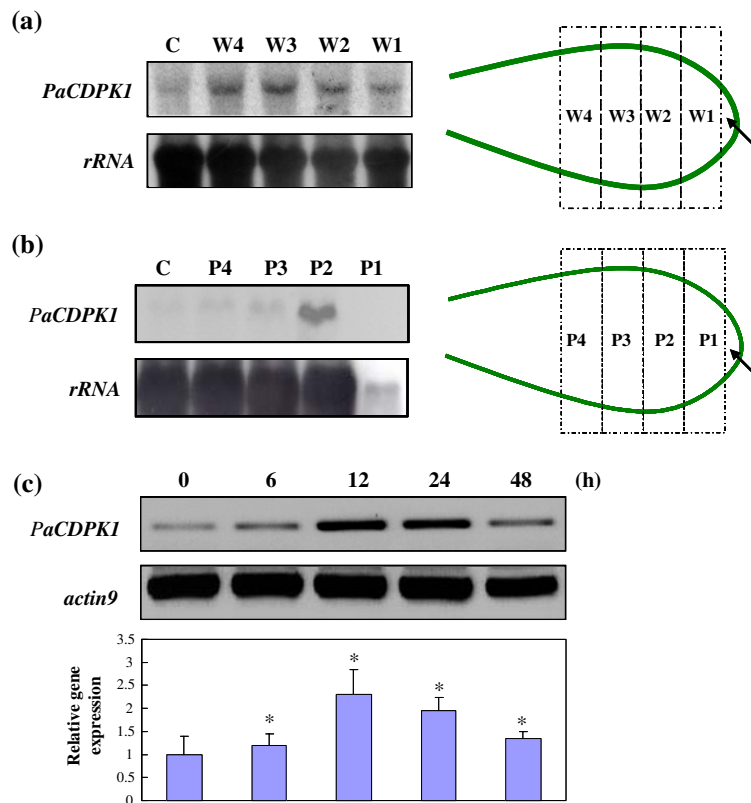 (a)
C W4 W3 W2 W1
PaCDPK1
rRNA
W4 W3 W2 W1
(b)
C P4 P3 P2 P1
PaCDPK1
rRNA
P4 P3 P2 P1
(c) 0 6 12 24 48 (h)
PaCDPK1
actin9
Relative gene
expression
3.5
3
2.5
2
1.5
1
0.5
0
* * * *